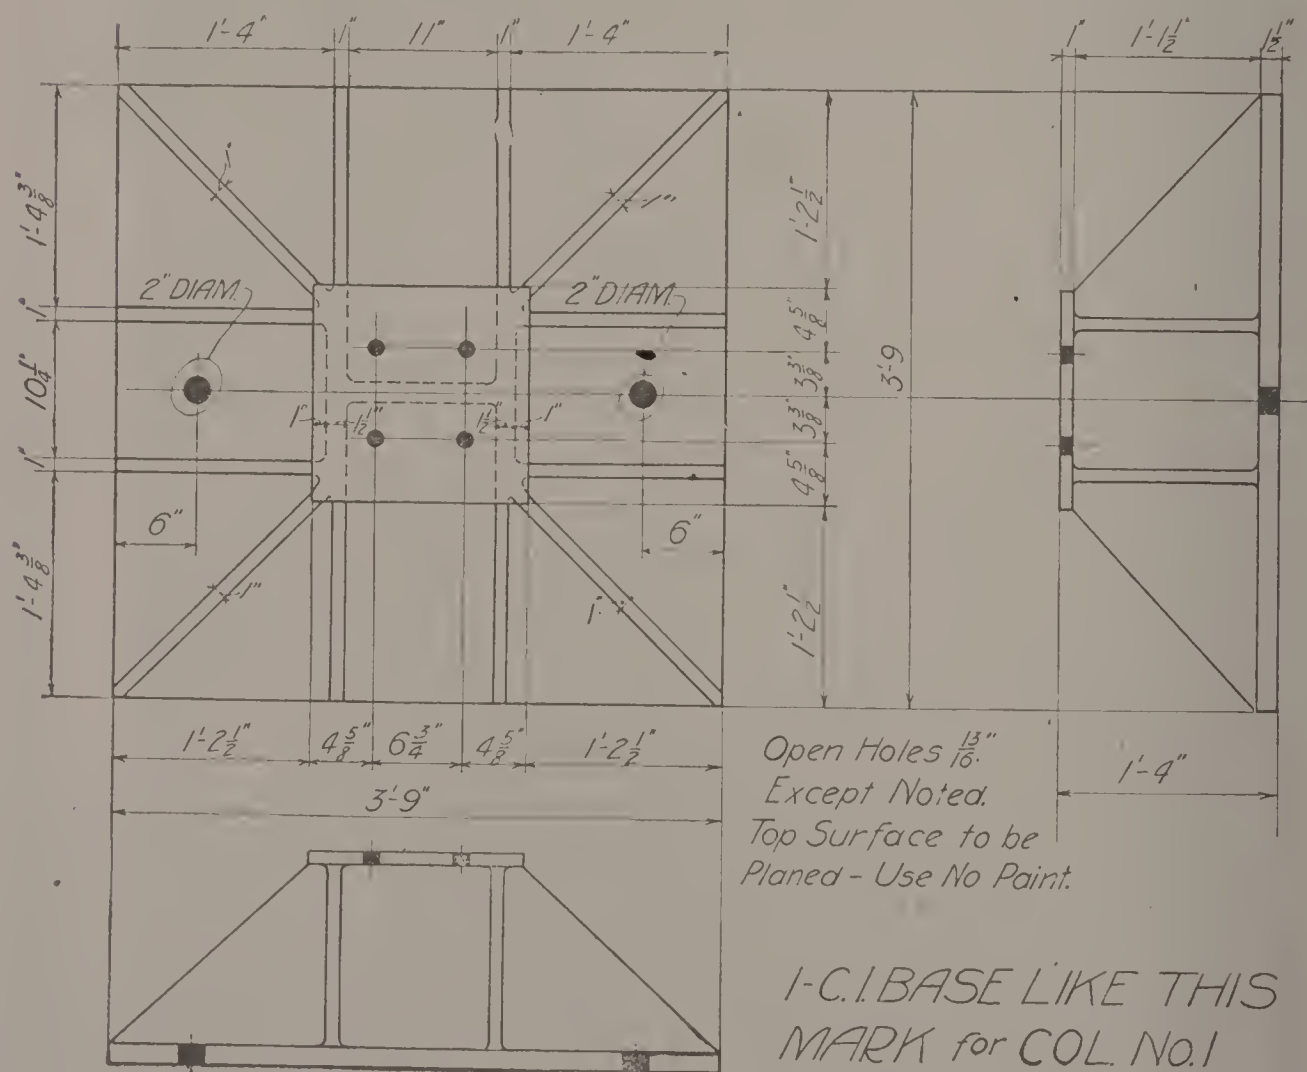 1'-4" 1" 11" 1" 1'-4"
1" 1'-1½" 1½"
1'-4⅜"
1"
10¼"
1"
1'-4⅜"
1"
1"
2" DIAM.
2" DIAM.
1" 1½" 1½" 1"
6"
6"
1"
1"
1'-2½"
4⅝"
3⅜"
3⅜"
4⅝"
1'-2½"
3'-9
1'-2½" 4⅝" 6¾" 4⅝" 1'-2½"
3'-9"
1'-4"
Open Holes 13/16"
Except Noted.
Top Surface to be
Planed - Use No Paint.
1-C.I. BASE LIKE THIS
MARK for COL. No.1